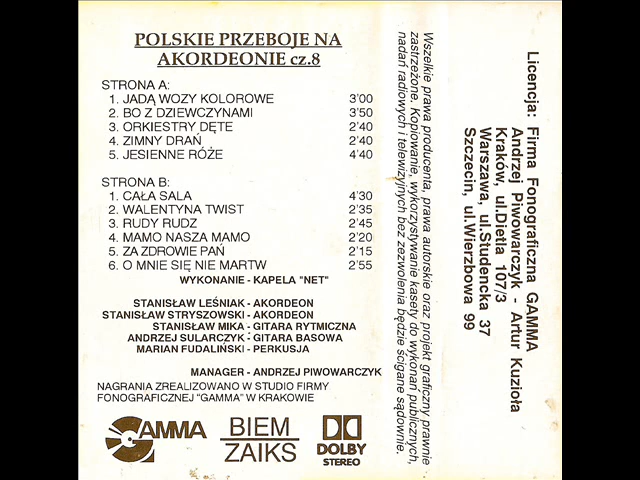 POLSKIE PRZEBOJE NA
AKORDEONIE cz.8
STRONA A:
1. JADĄ WOZY KOLOROWE 3'00
2. BO Z DZIEWCZYNAMI 3'50
3. ORKIESTRY DĘTE 2'40
4. ZIMNY DRAŃ 2'40
5. JESIENNE RÓŻE 4'40
STRONA B:
1. CAŁA SALA 4'30
2. WALENTYNA TWIST 2'35
3. RUDY RUDZ 2'45
4. MAMO NASZA MAMO 2'20
5. ZA ZDROWIE PAŃ 2'15
6. O MNIE SIĘ NIE MARTW 2'55
WYKONANIE - KAPELA "NET"
STANISŁAW LEŚNIAK - AKORDEON
STANISŁAW STRYSZOWSKI - AKORDEON
STANISŁAW MIKA - GITARA RYTMICZNA
ANDRZEJ SULARCZYK - GITARA BASOWA
MARIAN FUDALIŃSKI - PERKUSJA
MANAGER - ANDRZEJ PIWOWARCZYK
NAGRANIA ZREALIZOWANO W STUDIO FIRMY
FONOGRAFICZNEJ "GAMMA" W KRAKOWIE
GAMMA
BIEM
ZAIKS
DOLBY
STEREO
Wszelkie prawa producenta, prawa autorskie oraz projekt graficzny prawnie
zastrzeżone. Kopiowanie, wykorzystywanie kasety do wykonań publicznych,
nadań radiowych i telewizyjnych bez zezwolenia będzie ścigane sądownie.
Licencja: Firma Fonograficzna GAMMA
Andrzej Piwowarczyk - Artur Kuzioła
Kraków, ul.Dietla 107/3
Warszawa, ul.Studencka 37
Szczecin, ul.Wierzbowa 99